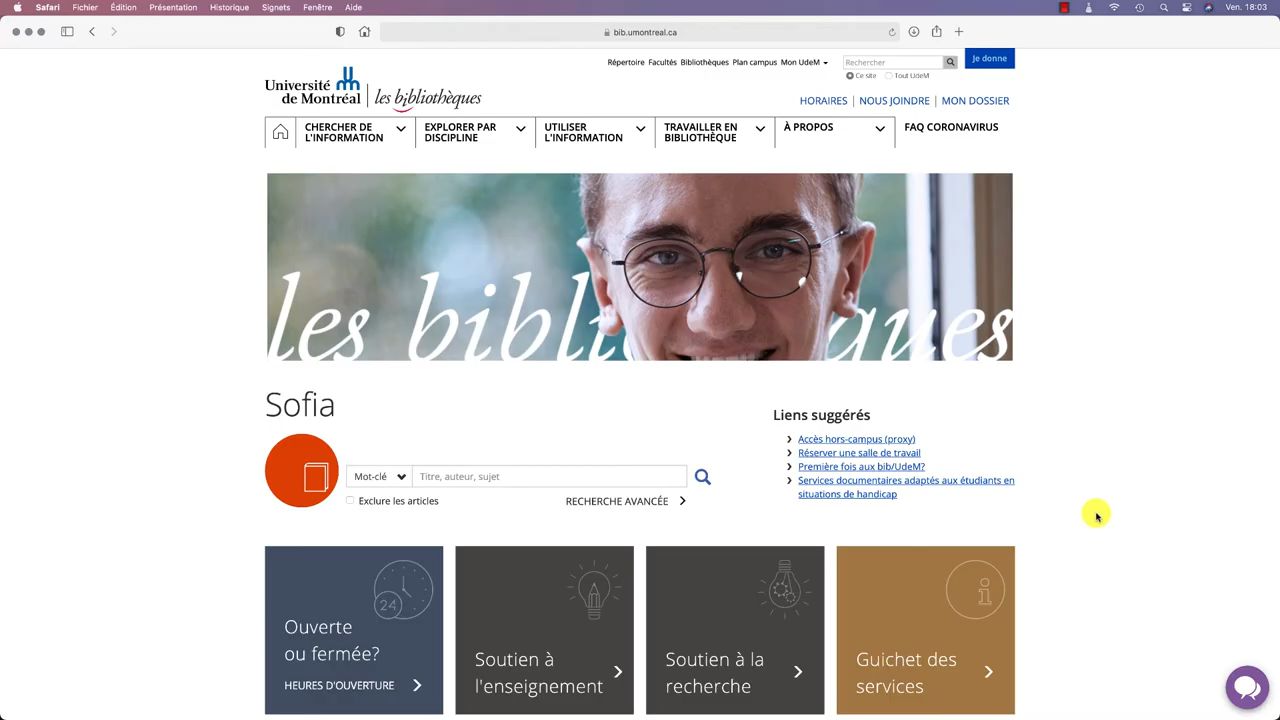 Safari Fichier Édition Présentation Historique Signets Fenêtre Aide Ven. 18:03
bib.umontreal.ca
Répertoire Facultés Bibliothèques Plan campus Mon UdeM
Rechercher
Je donne
Ce site Tout UdeM
Université
de Montréal
les bibliothèques
HORAIRES NOUS JOINDRE MON DOSSIER
CHERCHER DE
L'INFORMATION
EXPLORER PAR
DISCIPLINE
UTILISER
L'INFORMATION
TRAVAILLER EN
BIBLIOTHÈQUE
À PROPOS
FAQ CORONAVIRUS
Sofia
Mot-clé
Titre, auteur, sujet
Exclure les articles
RECHERCHE AVANCÉE
Liens suggérés
Accès hors-campus (proxy)
Réserver une salle de travail
Première fois aux bib/UdeM?
Services documentaires adaptés aux étudiants en
situations de handicap
24
Ouverte
ou fermée?
HEURES D'OUVERTURE
Soutien à
l'enseignement
Soutien à la
recherche
Guichet des
services